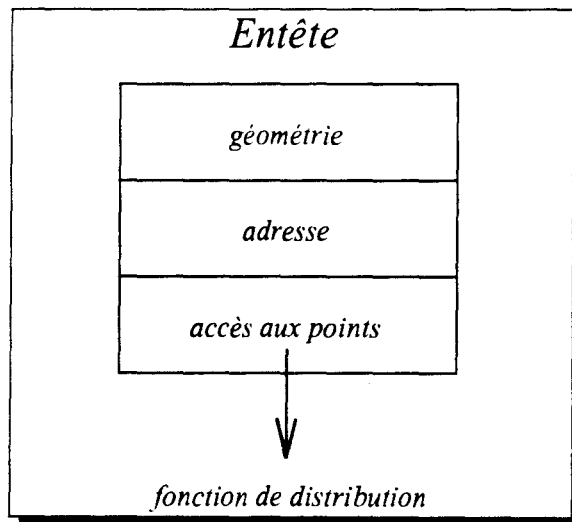 Entête
géométrie
adresse
accès aux points
fonction de distribution